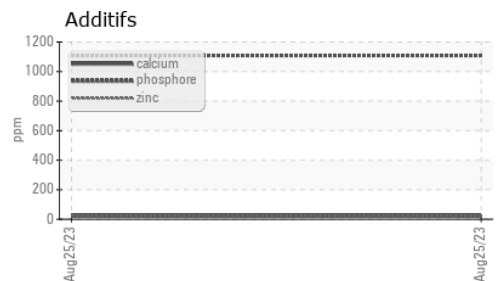 Additifs
1200
1000
800
600
400
200
0
ppm
calcium
phosphore
zinc
Aug25/23
Aug25/23